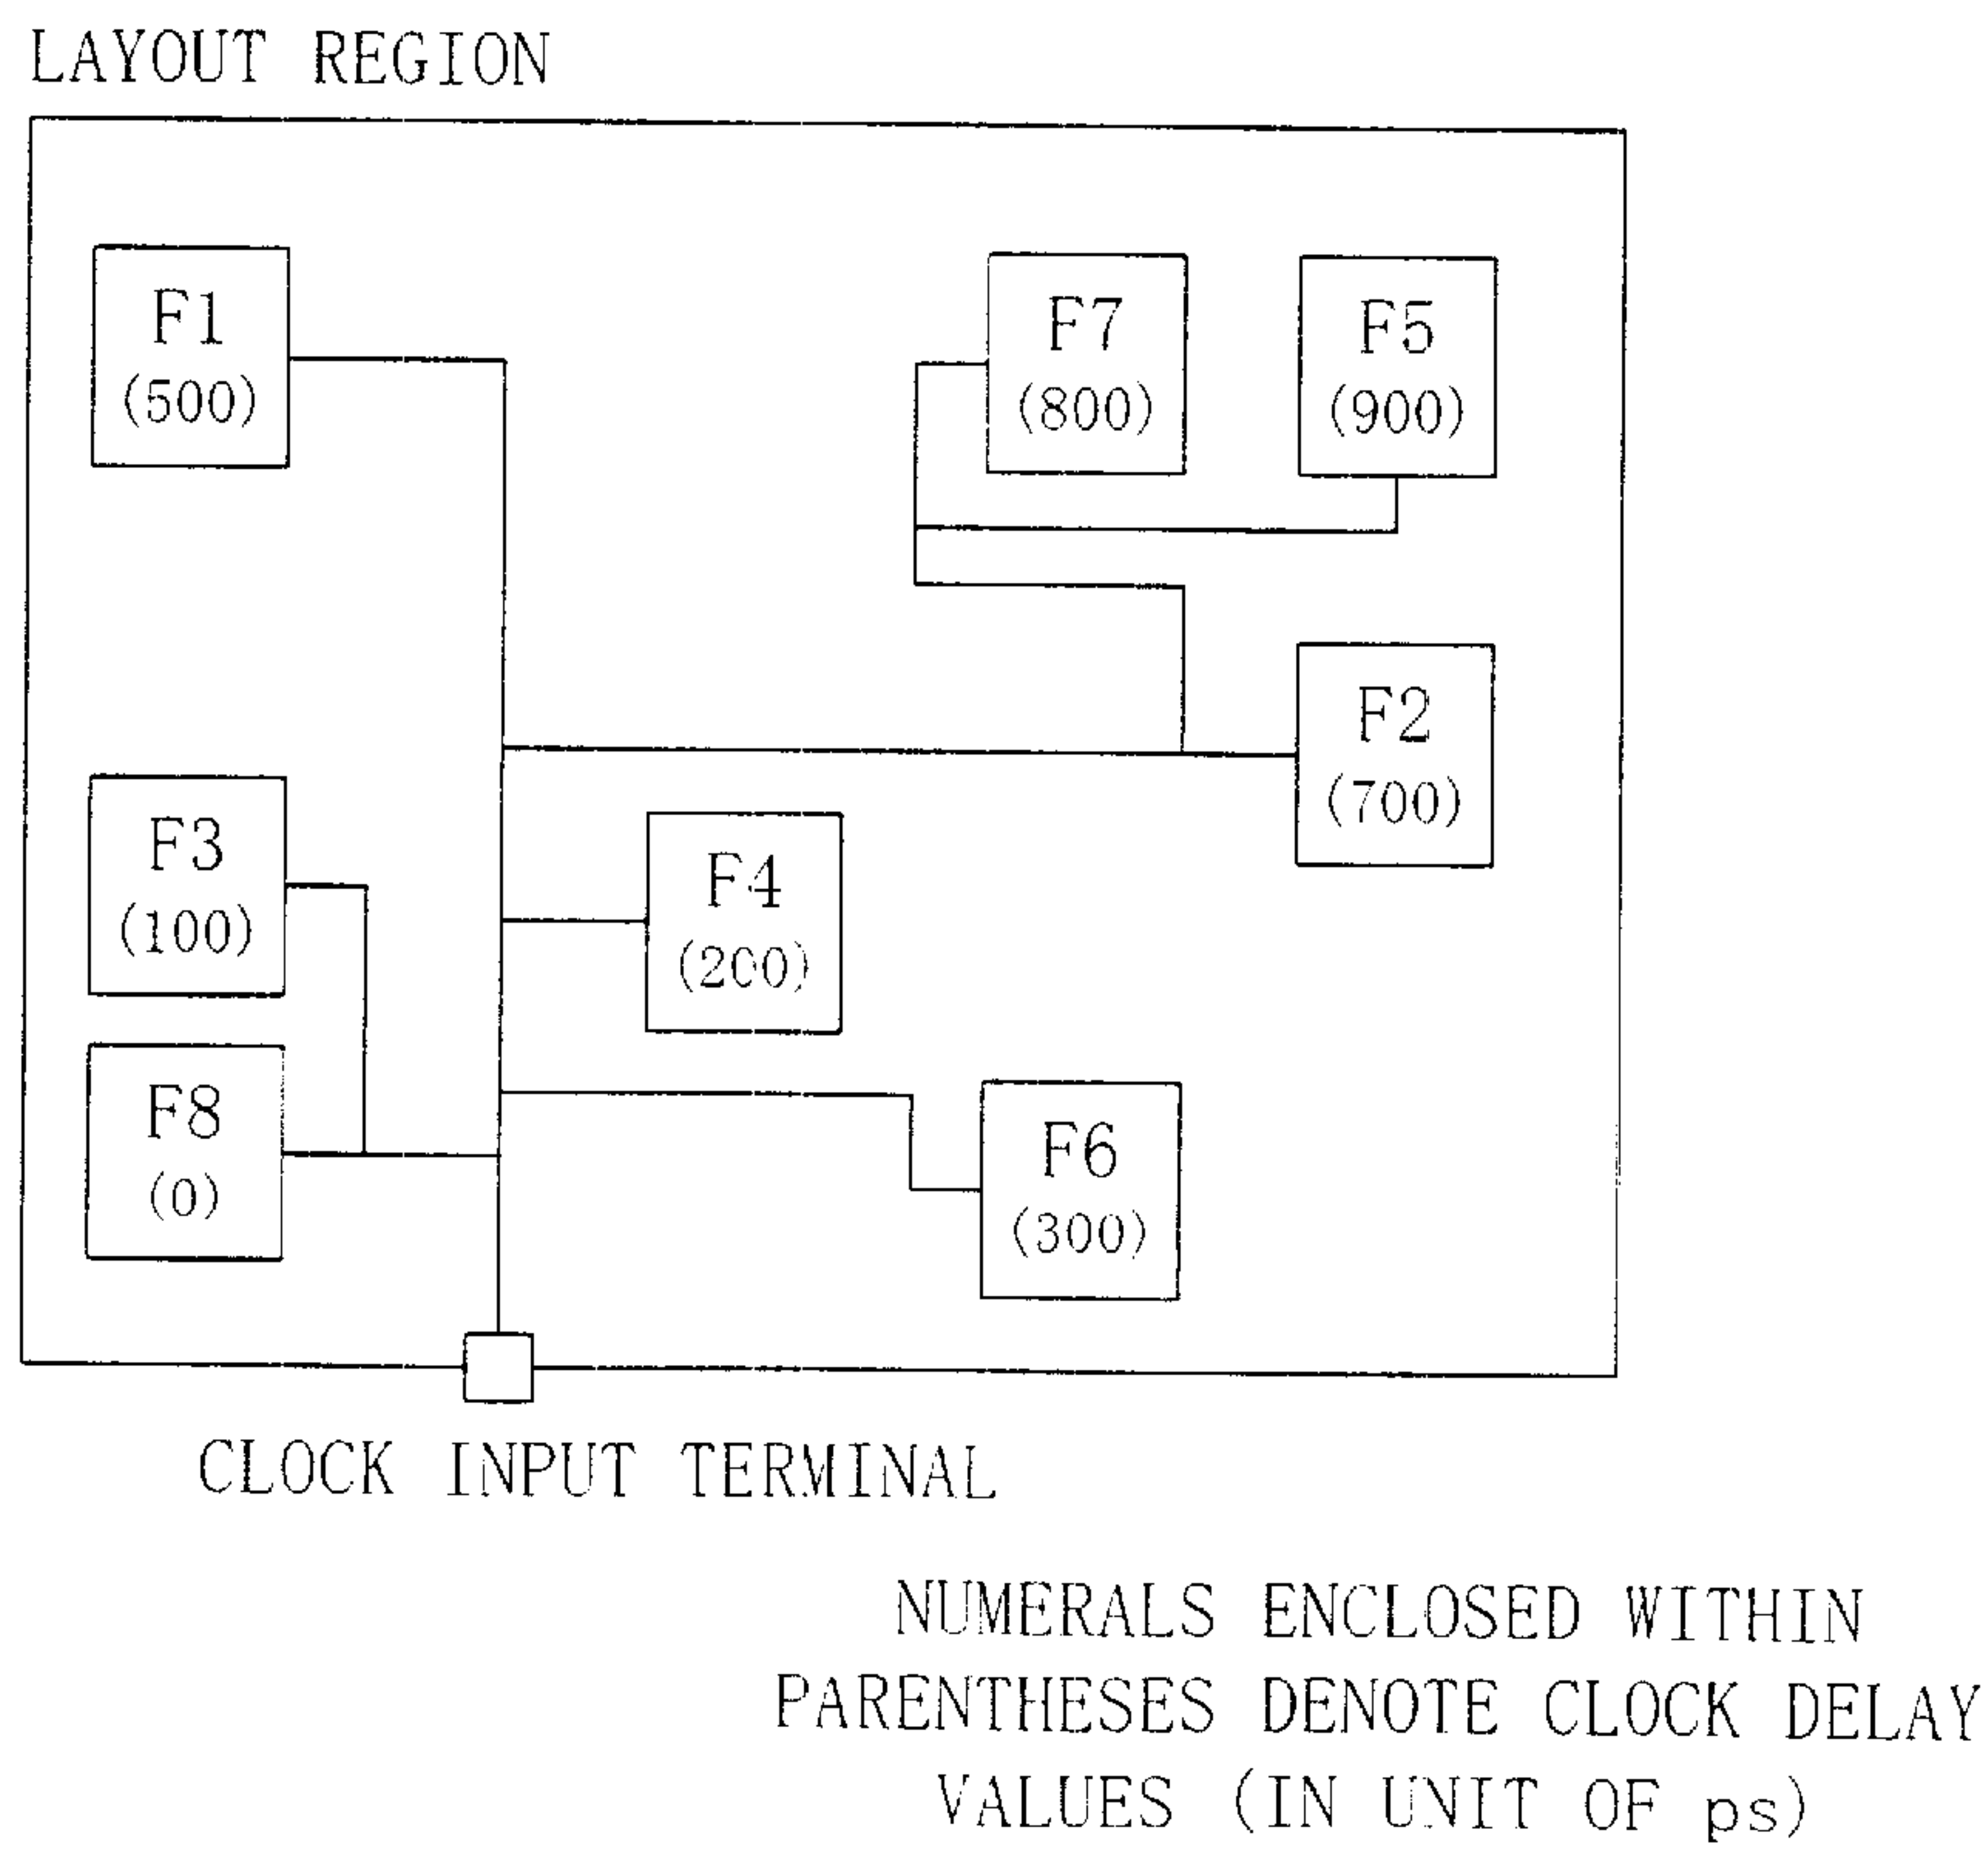 LAYOUT REGION
F1
(500)
F7
(800)
F5
(900)
F2
(700)
F3
(100)
F4
(200)
F8
(0)
F6
(300)
CLOCK INPUT TERMINAL
NUMERALS ENCLOSED WITHIN
PARENTHESES DENOTE CLOCK DELAY
VALUES (IN UNIT OF ps)